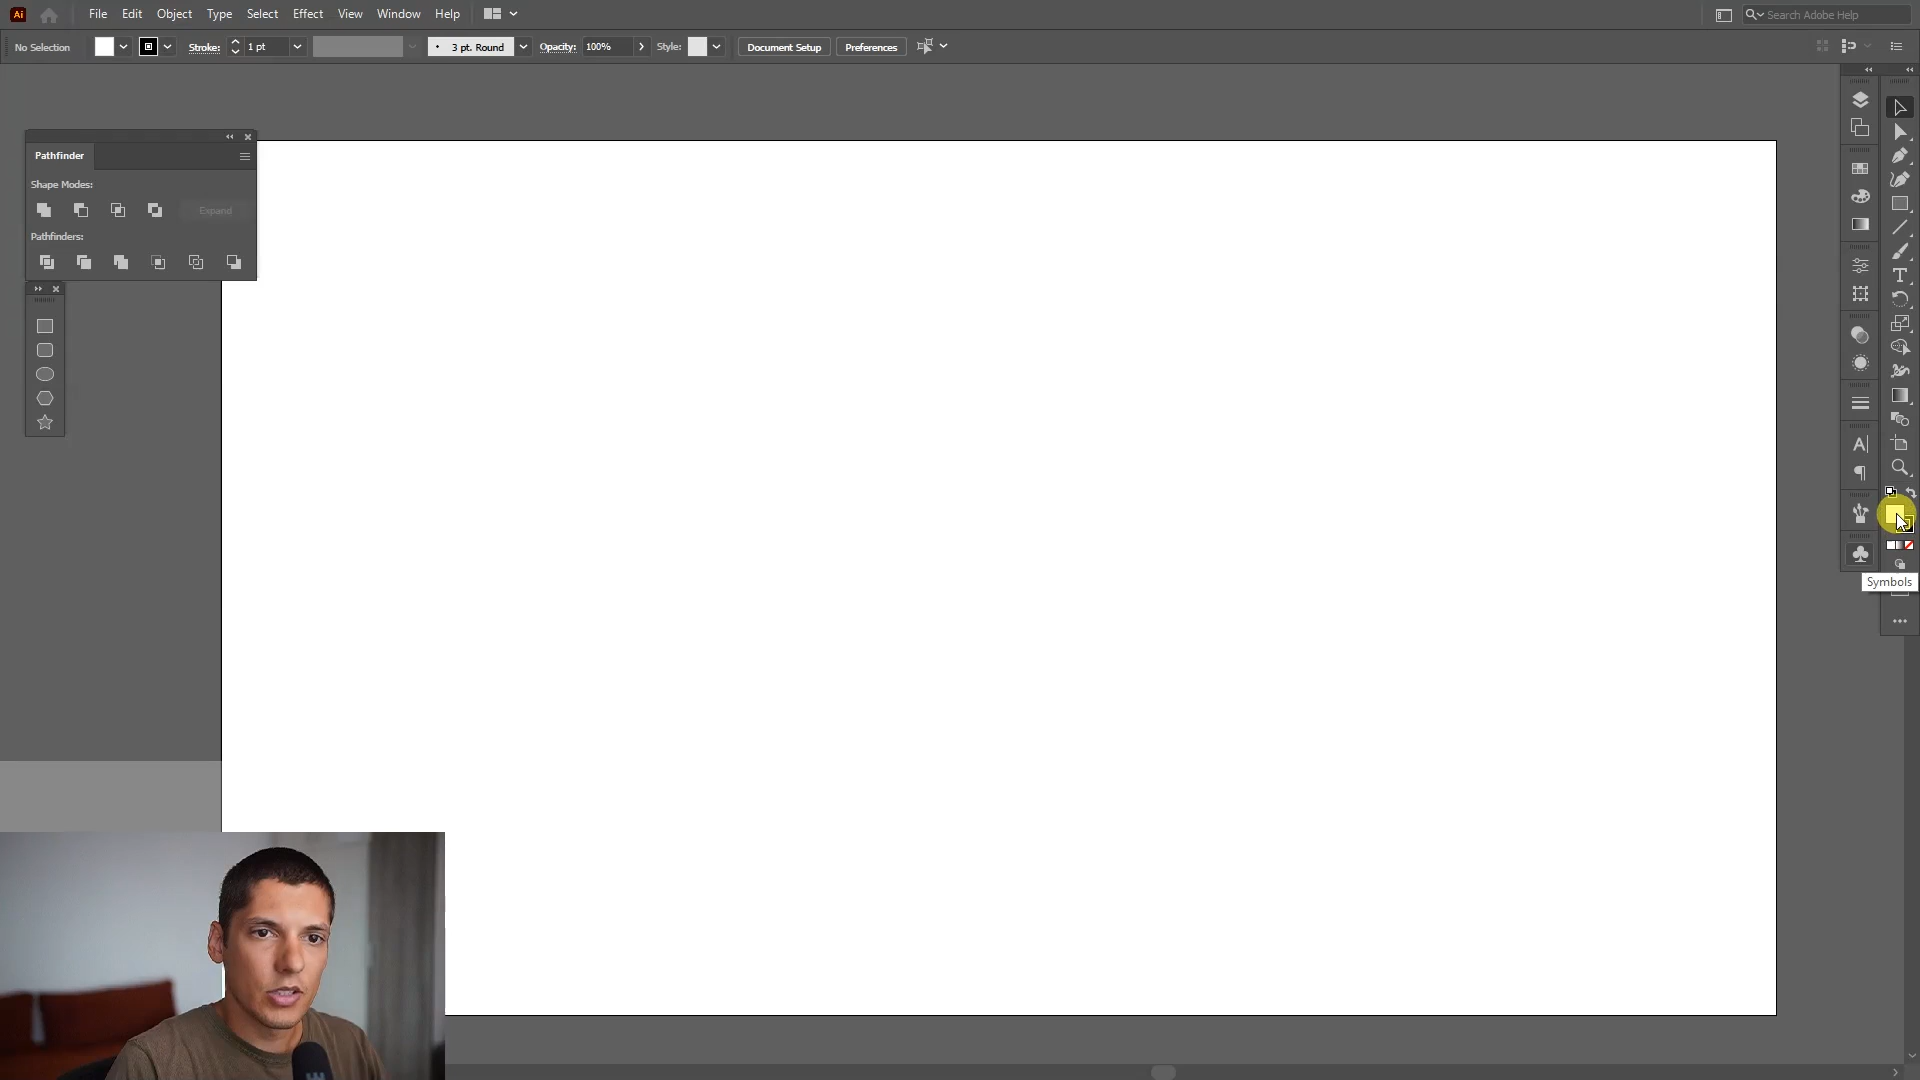 Ai File Edit Object Type Select Effect View Window Help Search Adobe Help
No Selection Stroke: 1 pt 3 pt. Round Opacity: 100% Style: Document Setup Preferences
Pathfinder
Shape Modes:
Expand
Pathfinders:
Symbols